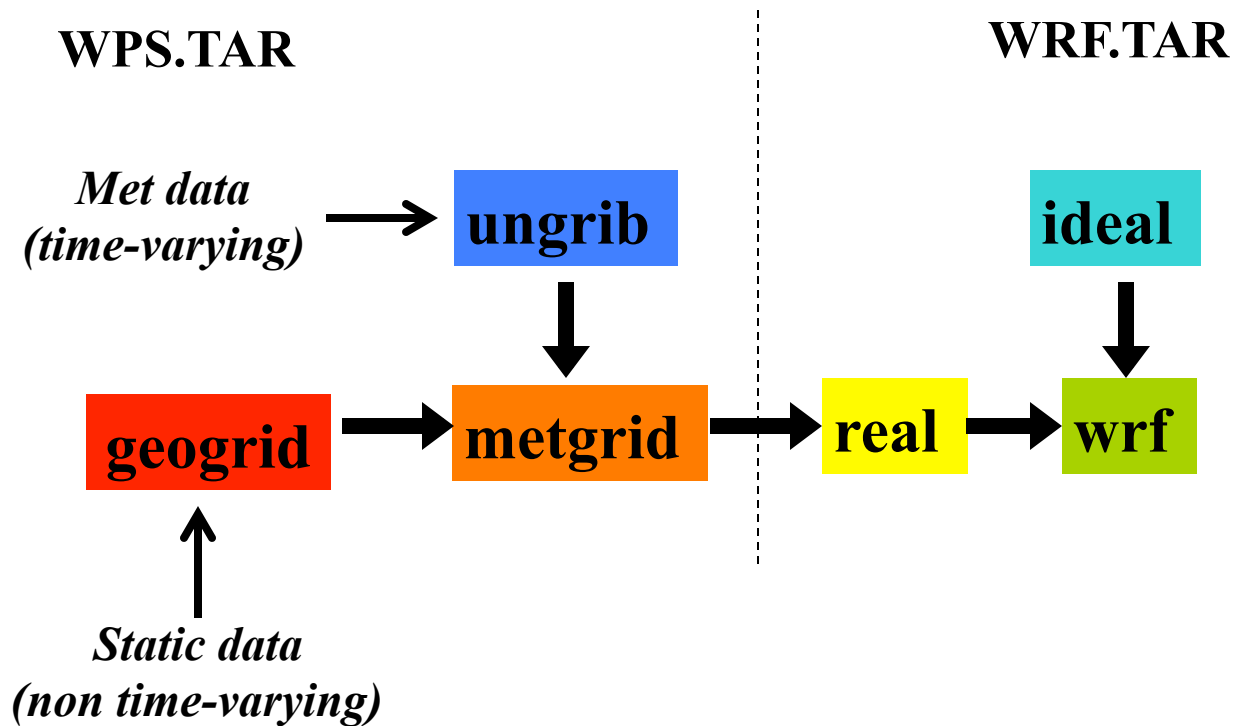 WPS.TAR
WRF.TAR
Met data
(time-varying)
ungrib
ideal
geogrid
metgrid
real
wrf
Static data
(non time-varying)